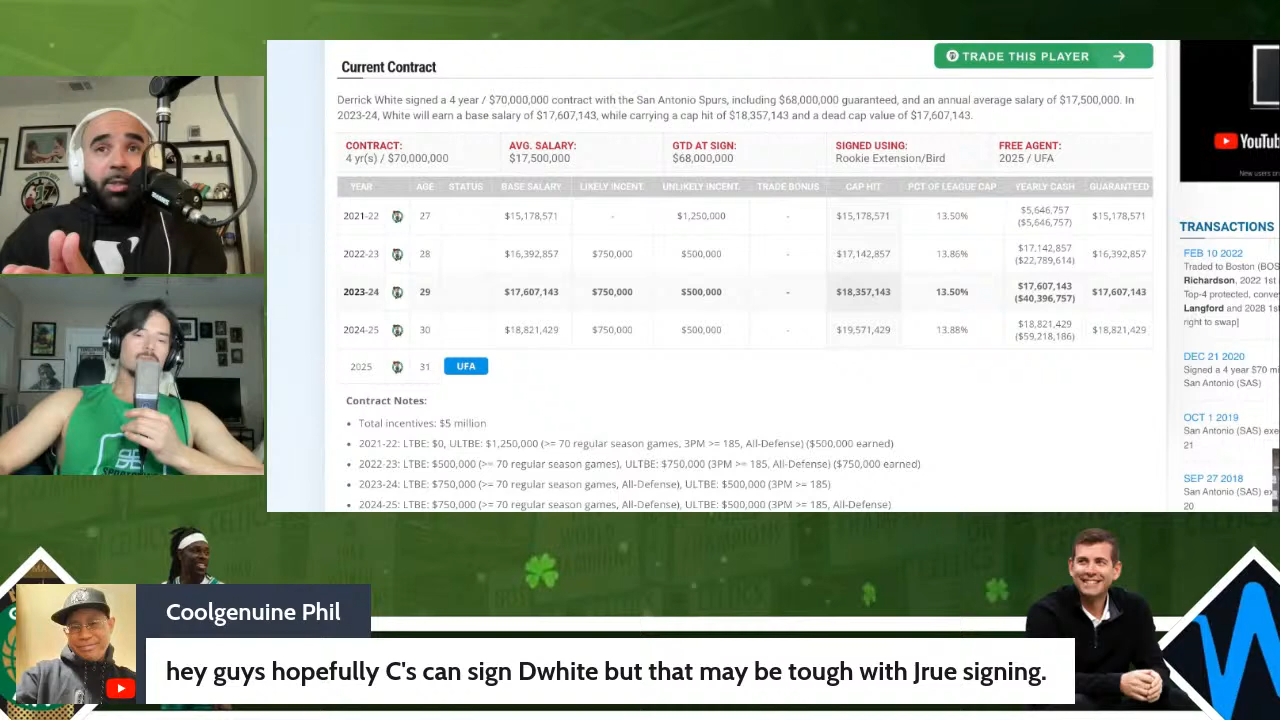 TRADE THIS PLAYER
Current Contract
Derrick White signed a 4 year / $70,000,000 contract with the San Antonio Spurs, including $68,000,000 guaranteed, and an annual average salary of $17,500,000. In
2023-24, White will earn a base salary of $17,607,143, while carrying a cap hit of $18,357,143 and a dead cap value of $17,607,143.
CONTRACT: AVG. SALARY: GTD AT SIGN: SIGNED USING: FREE AGENT:
4 yr(s) / $70,000,000 $17,500,000 $68,000,000 Rookie Extension/Bird 2025 / UFA
YEAR AGE STATUS BASE SALARY LIKELY INCENT. UNLIKELY INCENT. TRADE BONUS CAP HIT PCT OF LEAGUE CAP YEARLY CASH GUARANTEED
2021-22 27 $15,178,571 - $1,250,000 - $15,178,571 13.50% $5,646,757 ($5,646,757) $15,178,571
2022-23 28 $16,392,857 $750,000 $500,000 - $17,142,857 13.86% $17,142,857 ($22,789,614) $16,392,857
2023-24 29 $17,607,143 $750,000 $500,000 - $18,357,143 13.50% $17,607,143 ($40,396,757) $17,607,143
2024-25 30 $18,821,429 $750,000 $500,000 - $19,571,429 13.88% $18,821,429 ($59,218,186) $18,821,429
2025 31 UFA
Contract Notes:
• Total incentives: $5 million
• 2021-22: LTBE: $0, ULTBE: $1,250,000 (>= 70 regular season games, 3PM >= 185, All-Defense) ($500,000 earned)
• 2022-23: LTBE: $500,000 (>= 70 regular season games), ULTBE: $750,000 (3PM >= 185, All-Defense) ($750,000 earned)
• 2023-24: LTBE: $750,000 (>= 70 regular season games, All-Defense), ULTBE: $500,000 (3PM >= 185)
• 2024-25: LTBE: $750,000 (>= 70 regular season games, All-Defense), ULTBE: $500,000 (3PM >= 185, All-Defense)
YouTub
New users on
TRANSACTIONS
FEB 10 2022
Traded to Boston (BOS
Richardson, 2022 1st
Top-4 protected, conve
Langford and 2028 1s
right to swap]
DEC 21 2020
Signed a 4 year $70 mi
San Antonio (SAS)
OCT 1 2019
San Antonio (SAS) exe
21
SEP 27 2018
San Antonio (SAS) ex
20
Coolgenuine Phil
hey guys hopefully C's can sign Dwhite but that may be tough with Jrue signing.